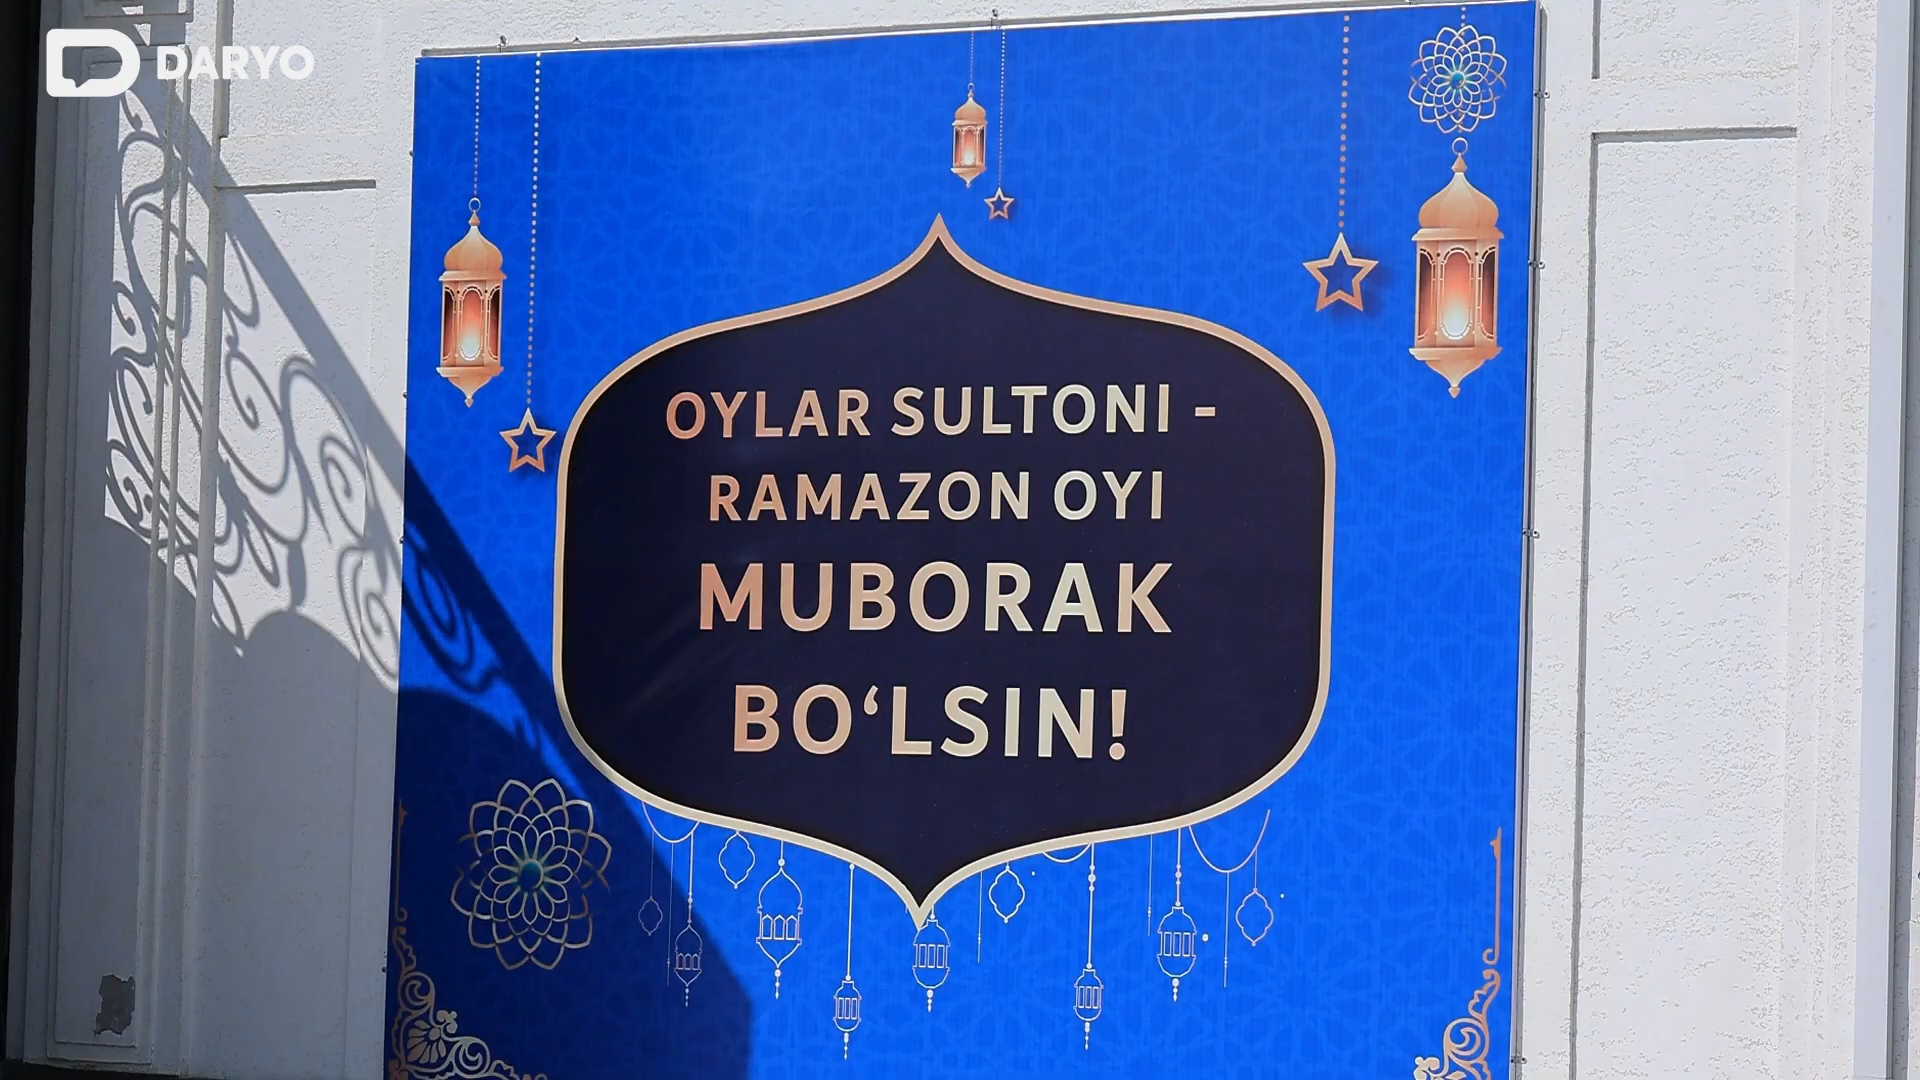 DARYO
OYLAR SULTONI -
RAMAZON OYI
MUBORAK
BO‘LSIN!